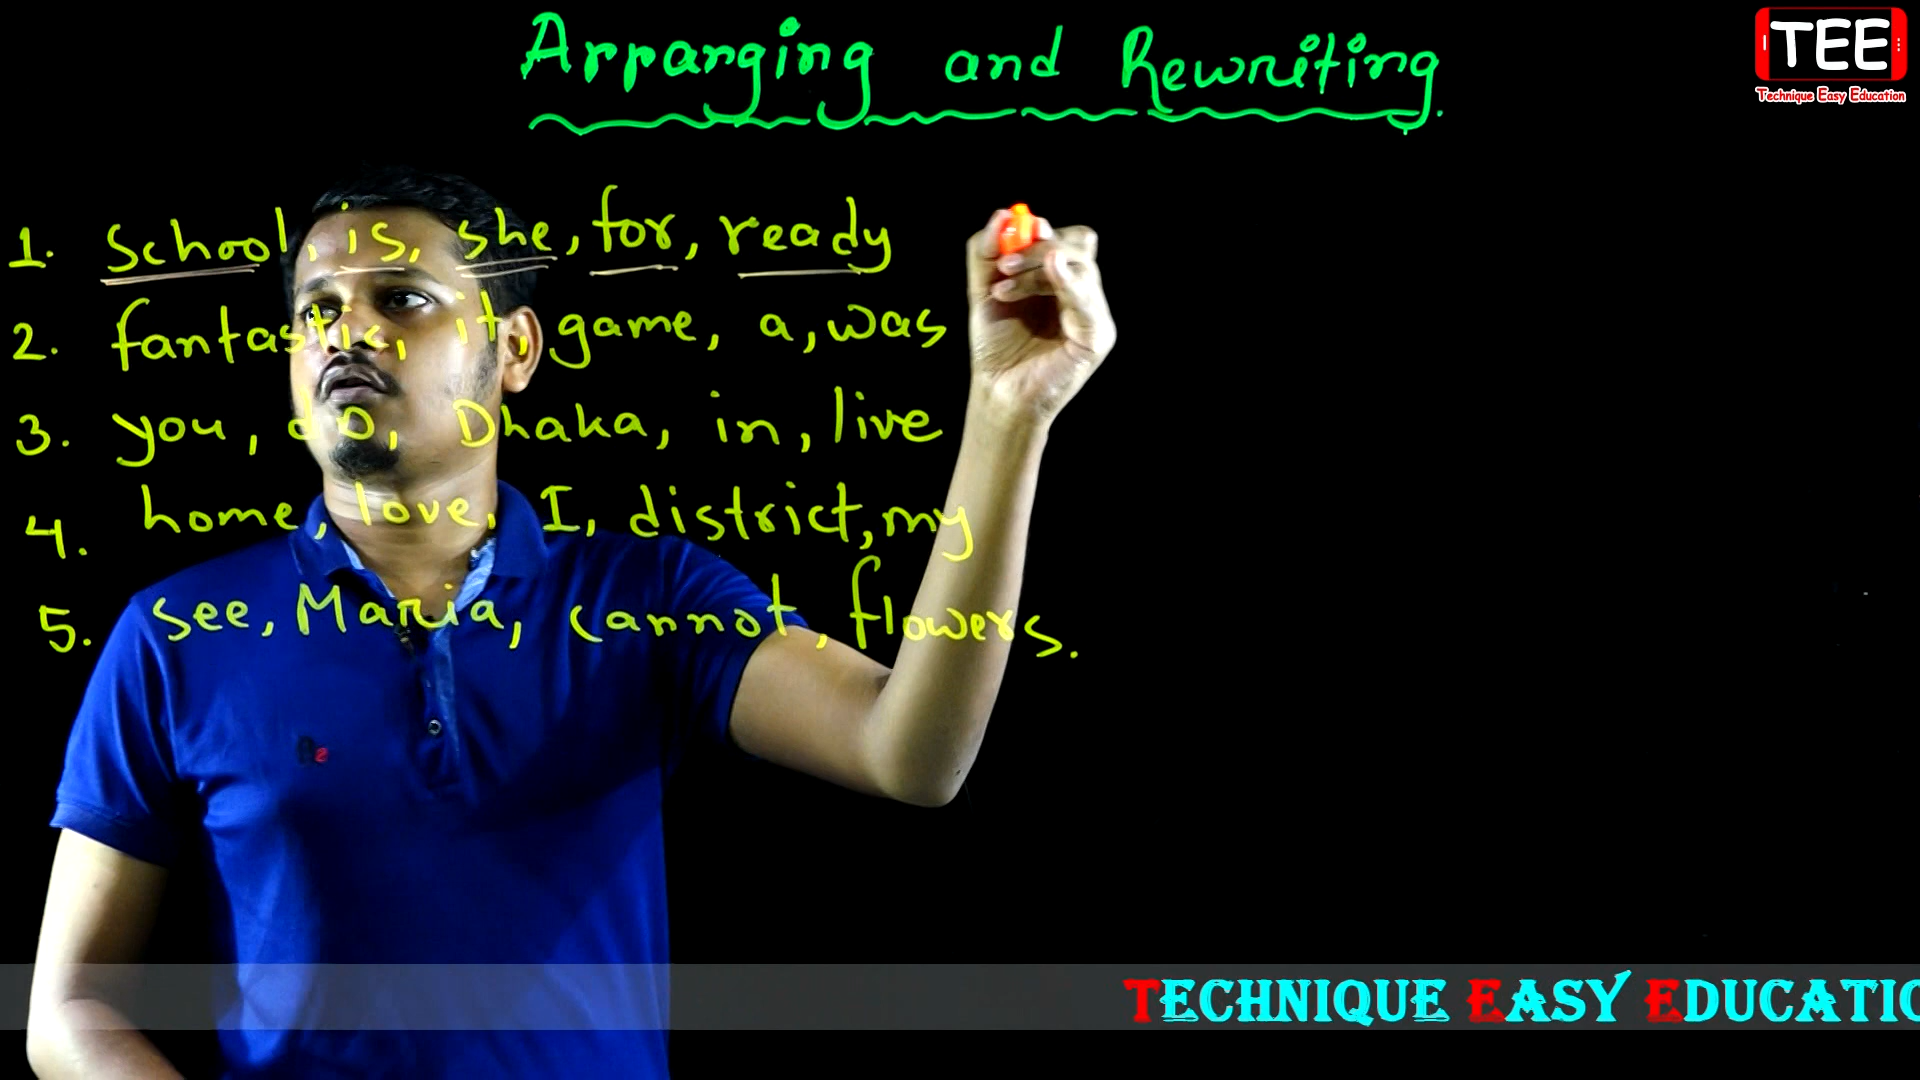 Arranging and Rewriting.
TEE
Technique Easy Education
1. School, is, she, for, ready
2. fantastic, it, game, a, was
3. you, do, Dhaka, in, live
4. home, love, I, district, my
5. see, Maria, cannot, flowers.
TECHNIQUE EASY EDUCATIO